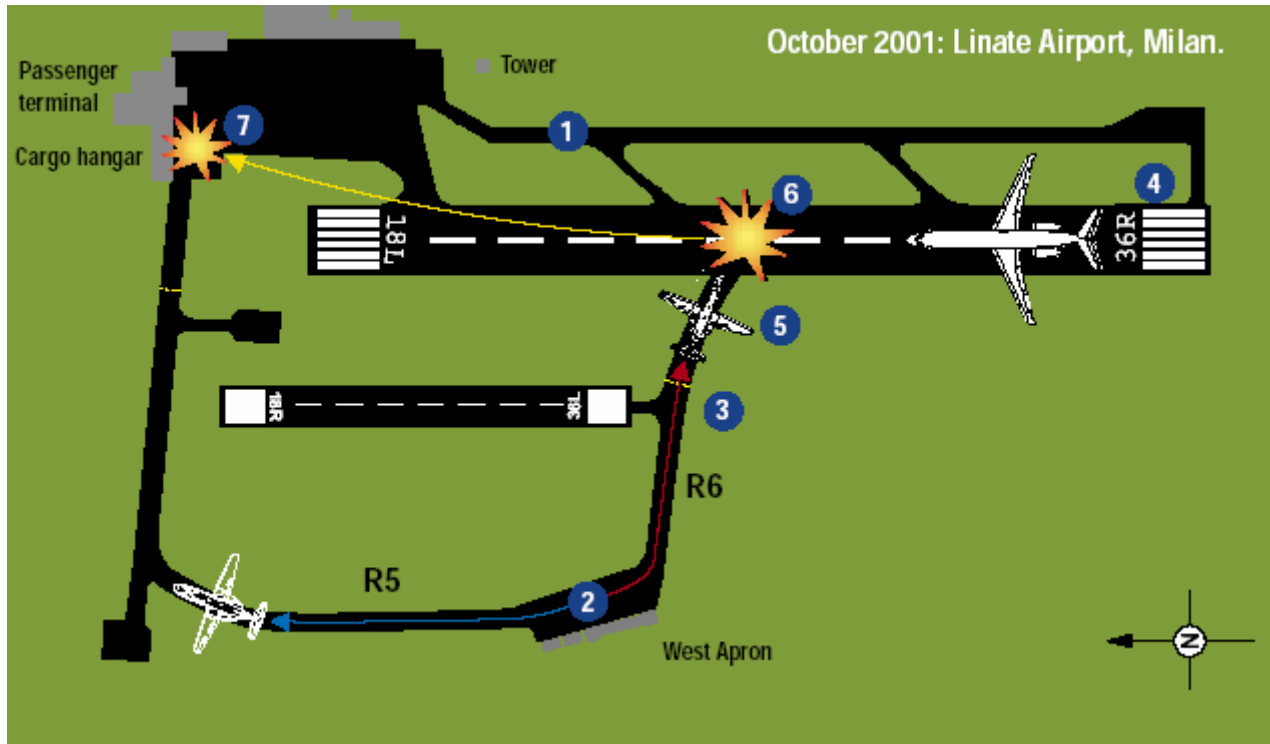 October 2001: Linate Airport, Milan.
Passenger
terminal
Tower
7
1
Cargo hangar
4
6
18L
36R
5
18R
3
R6
R5
2
West Apron
N